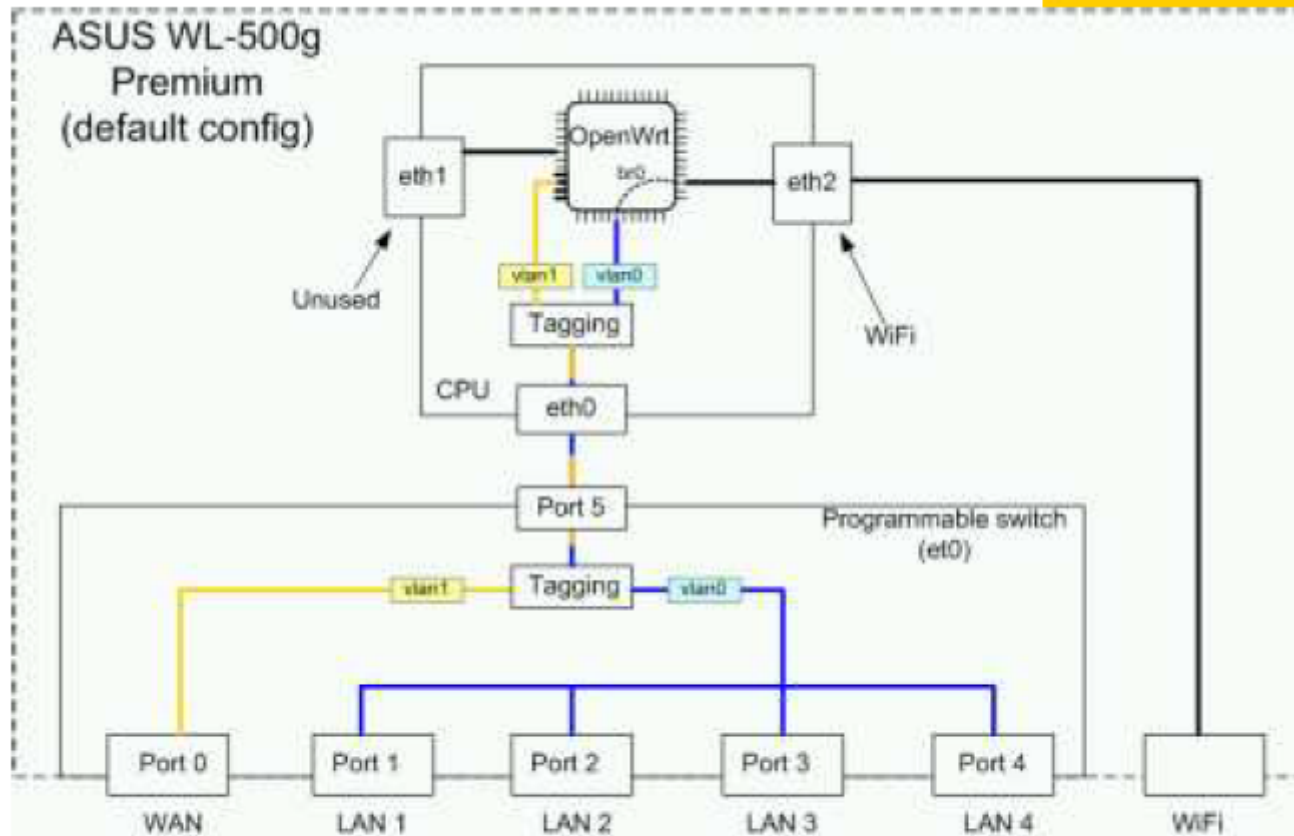 ASUS WL-500g
Premium
(default config)
OpenWrt
br0
eth1
eth2
vlan1
vlan0
Unused
Tagging
WiFi
CPU
eth0
Port 5
Programmable switch
(et0)
vlan1
Tagging
vlan0
Port 0
Port 1
Port 2
Port 3
Port 4
WAN
LAN 1
LAN 2
LAN 3
LAN 4
WiFi